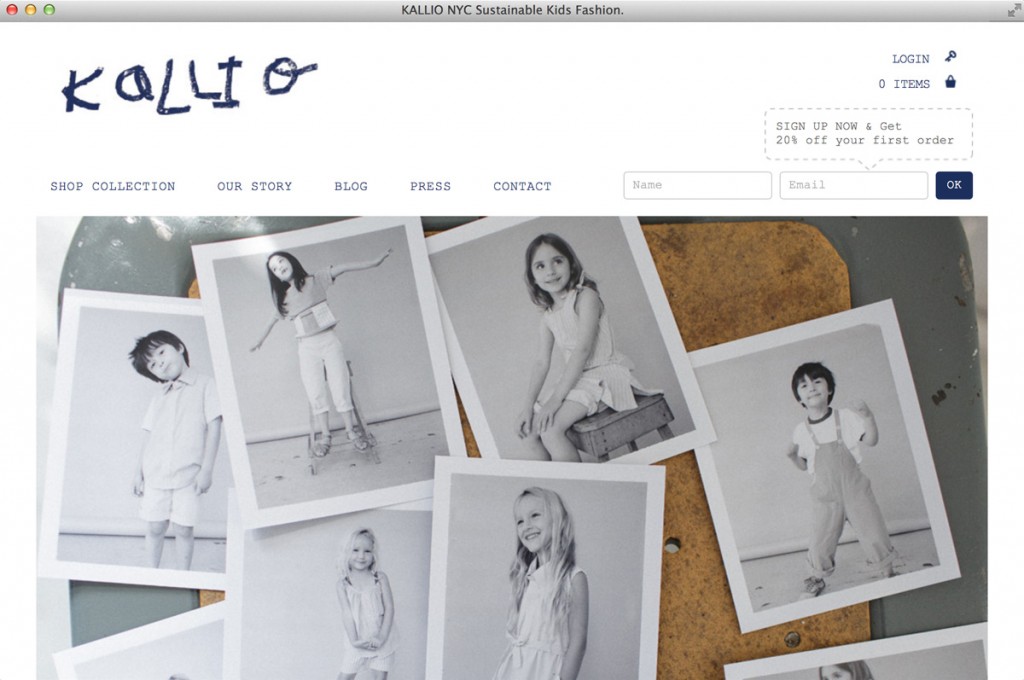 KALLIO NYC Sustainable Kids Fashion.
KALLIO
LOGIN
0 ITEMS
SIGN UP NOW & Get
20% off your first order
SHOP COLLECTION OUR STORY BLOG PRESS CONTACT Name Email OK